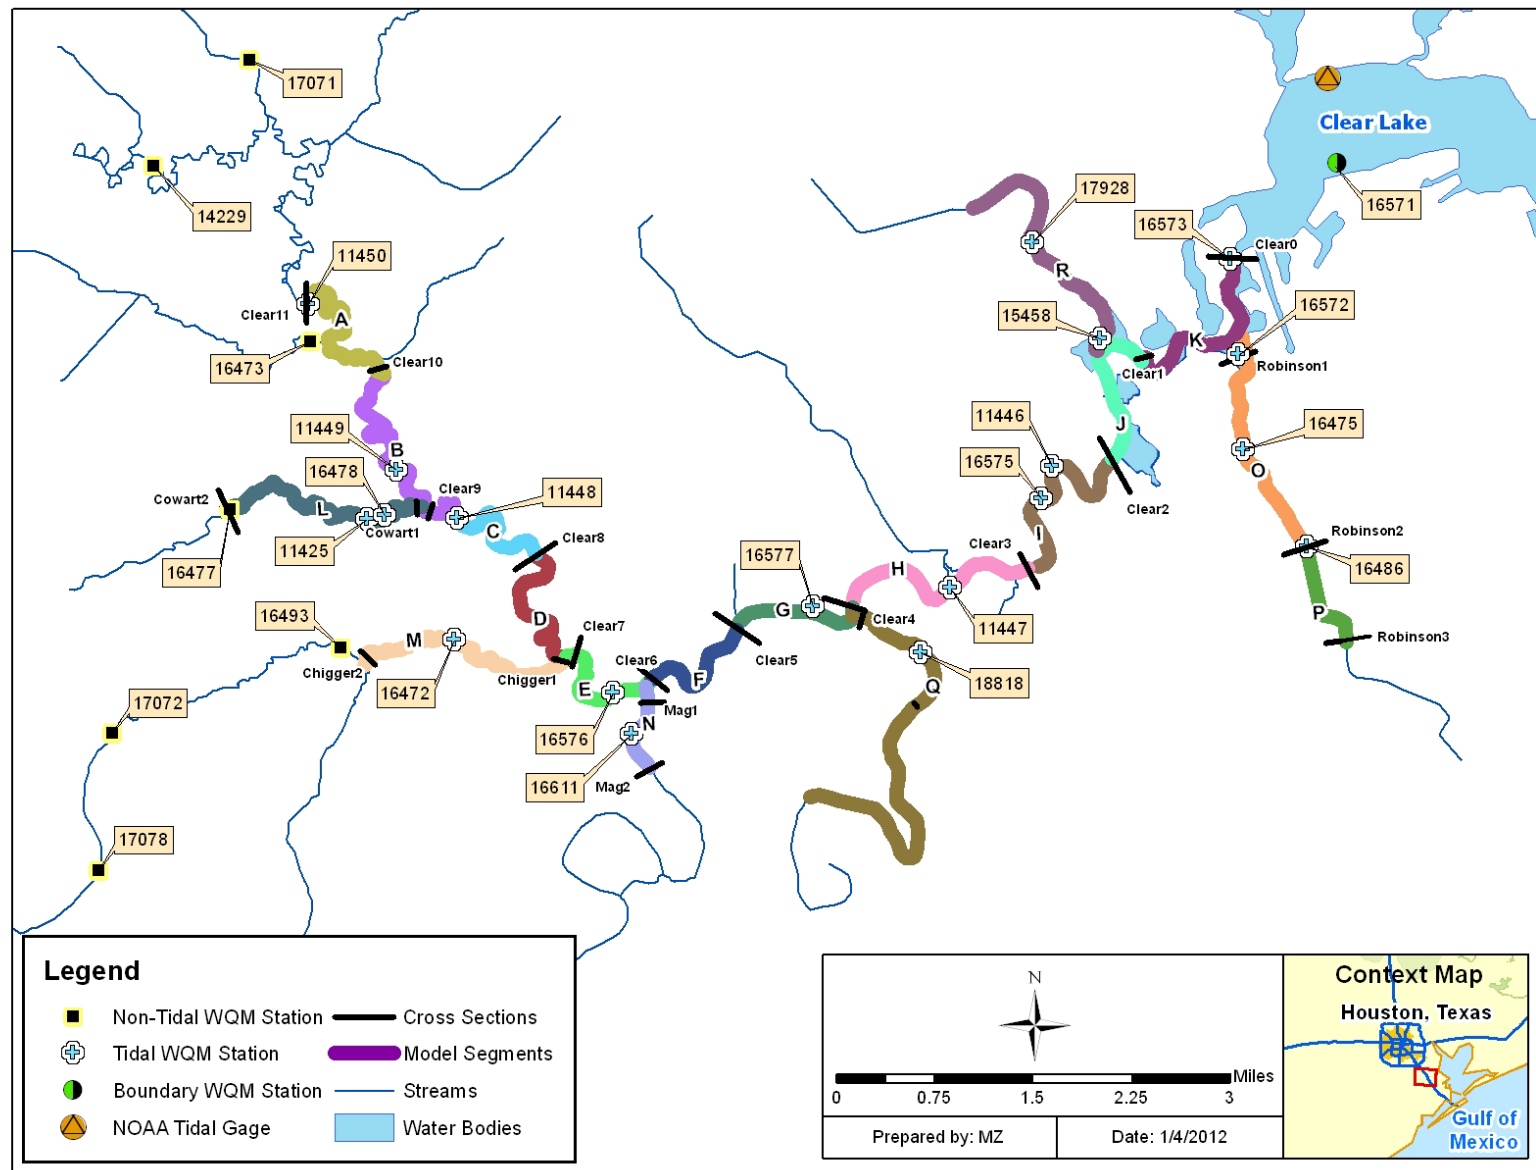 17071
Clear Lake
14229
17928
16573
16571
Clear0
11450
Clear11
A
R
16572
15458
K
16473
Clear10
Clear1
Robinson1
11449
B
11446
J
16475
16478
16575
O
Cowart2
Clear9
11448
L
Cowart1
C
Clear2
11425
Clear8
I
Robinson2
16477
16577
Clear3
16486
H
16493
D
G
P
Clear7
Clear4
11447
Robinson3
M
Clear6
Clear5
Chigger2
Chigger1
F
18818
16472
E
Q
17072
Mag1
N
16576
16611
Mag2
17078
Legend
Non-Tidal WQM Station
Cross Sections
Tidal WQM Station
Model Segments
Boundary WQM Station
Streams
NOAA Tidal Gage
Water Bodies
N
Miles
0 0.75 1.5 2.25 3
Prepared by: MZ
Date: 1/4/2012
Context Map
Houston, Texas
Gulf of
Mexico